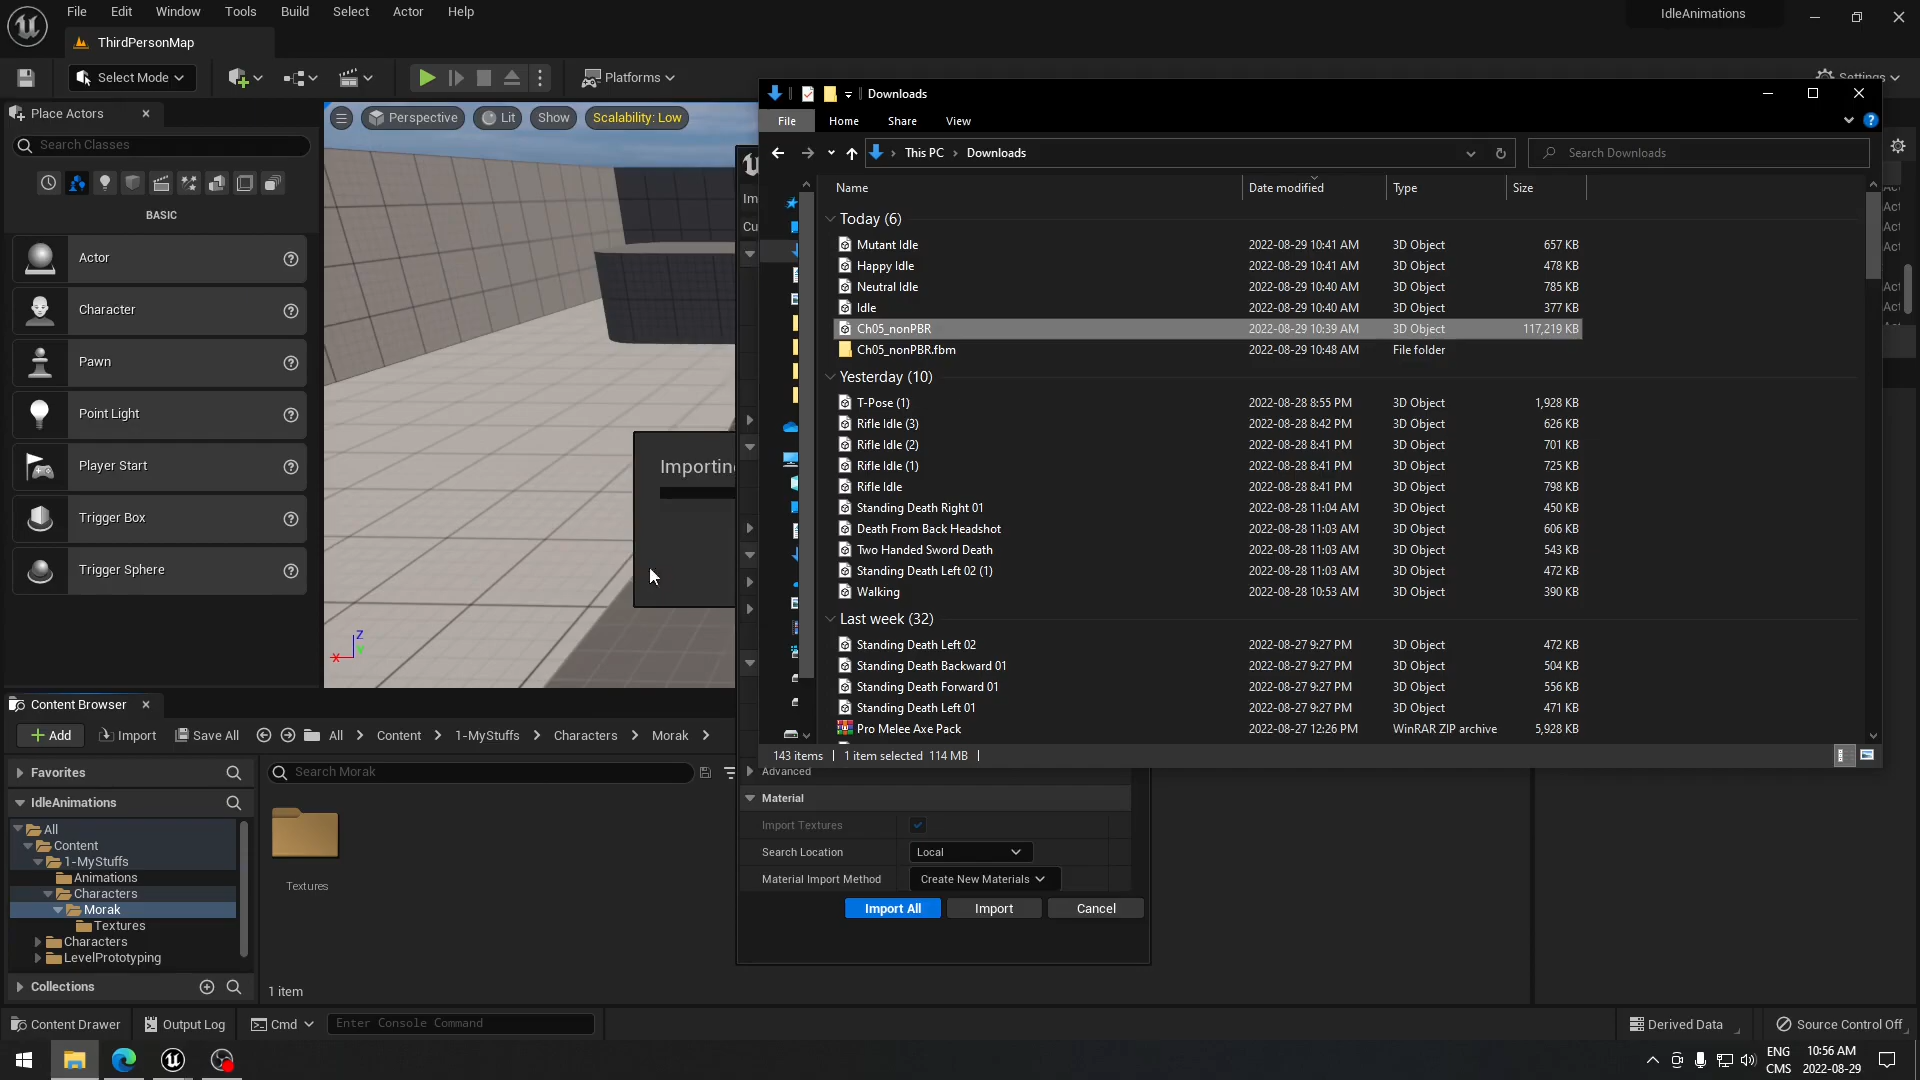 File Edit Window Tools Build Select Actor Help
IdleAnimations
ThirdPersonMap
Select Mode
Platforms
Settings
Place Actors
Search Classes
BASIC
Actor
Character
Pawn
Point Light
Player Start
Trigger Box
Trigger Sphere
Perspective Lit Show Scalability: Low
Importing
Z
X
Downloads
File Home Share View
This PC Downloads
Search Downloads
Name Date modified Type Size
Today (6)
Mutant Idle 2022-08-29 10:41 AM 3D Object 657 KB
Happy Idle 2022-08-29 10:41 AM 3D Object 478 KB
Neutral Idle 2022-08-29 10:40 AM 3D Object 785 KB
Idle 2022-08-29 10:40 AM 3D Object 377 KB
Ch05_nonPBR 2022-08-29 10:39 AM 3D Object 117,219 KB
Ch05_nonPBR.fbm 2022-08-29 10:48 AM File folder
Yesterday (10)
T-Pose (1) 2022-08-28 8:55 PM 3D Object 1,928 KB
Rifle Idle (3) 2022-08-28 8:42 PM 3D Object 626 KB
Rifle Idle (2) 2022-08-28 8:41 PM 3D Object 701 KB
Rifle Idle (1) 2022-08-28 8:41 PM 3D Object 725 KB
Rifle Idle 2022-08-28 8:41 PM 3D Object 798 KB
Standing Death Right 01 2022-08-28 11:04 AM 3D Object 450 KB
Death From Back Headshot 2022-08-28 11:03 AM 3D Object 606 KB
Two Handed Sword Death 2022-08-28 11:03 AM 3D Object 543 KB
Standing Death Left 02 (1) 2022-08-28 11:03 AM 3D Object 472 KB
Walking 2022-08-28 10:53 AM 3D Object 390 KB
Last week (32)
Standing Death Left 02 2022-08-27 9:27 PM 3D Object 472 KB
Standing Death Backward 01 2022-08-27 9:27 PM 3D Object 504 KB
Standing Death Forward 01 2022-08-27 9:27 PM 3D Object 556 KB
Standing Death Left 01 2022-08-27 9:27 PM 3D Object 471 KB
Pro Melee Axe Pack 2022-08-27 12:26 PM WinRAR ZIP archive 5,928 KB
143 items 1 item selected 114 MB
Advanced
Material
Import Textures
Search Location Local
Material Import Method Create New Materials
Import All Import Cancel
Content Browser
Add Import Save All All Content 1-MyStuffs Characters Morak
Favorites
IdleAnimations
All
Content
1-MyStuffs
Animations
Characters
Morak
Textures
Characters
LevelPrototyping
Collections
Search Morak
Textures
1 item
Content Drawer Output Log Cmd Enter Console Command Derived Data Source Control Off
ENG
CMS
10:56 AM
2022-08-29